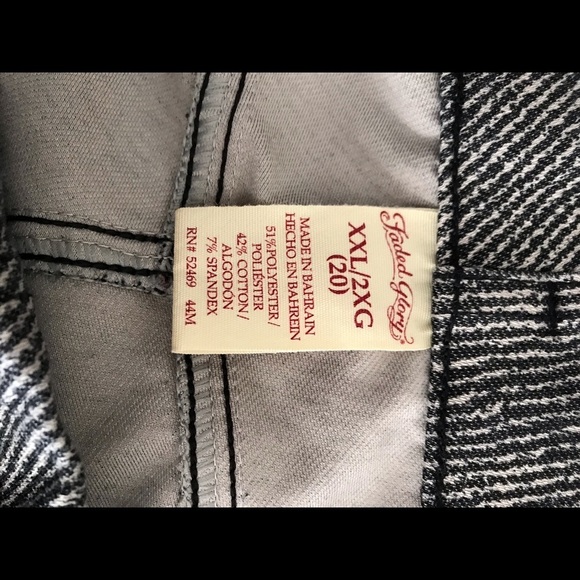 Faded Glory
XXL/2XG
(20)
MADE IN BAHRAIN
HECHO EN BAHREIN
51% POLYESTER /
POLIÉSTER
42% COTTON /
ALGODON
7% SPANDEX
RN# 52469 44M